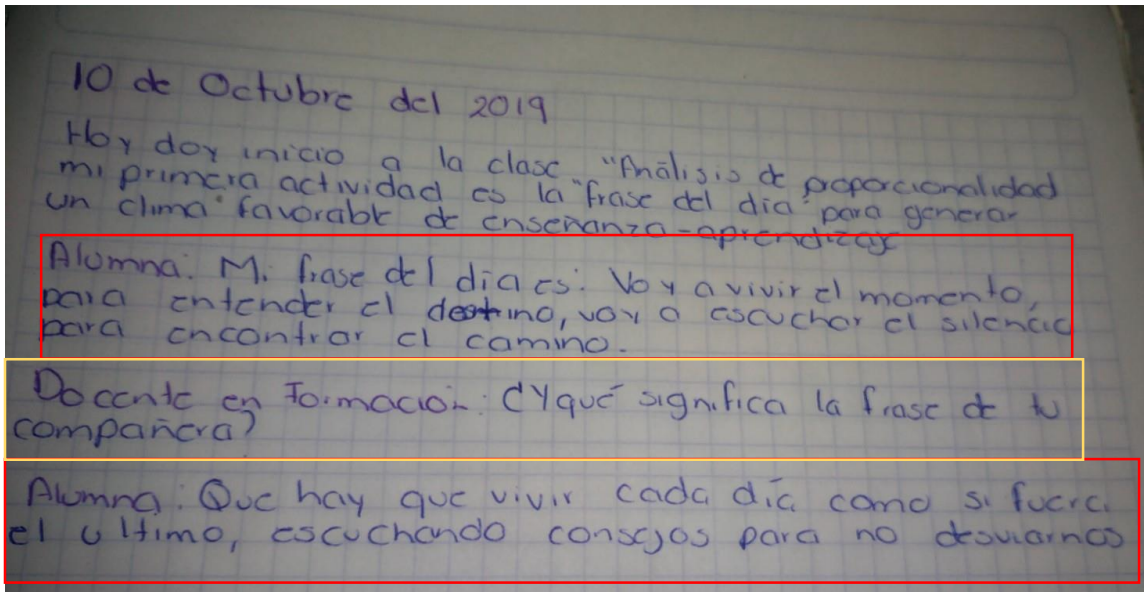 10 de Octubre del 2019
Hoy doy inicio a la clase "Análisis de proporcionalidad
mi primera actividad es la "frase del dia" para generar
un clima favorable de enseñanza-aprendizaje
Alumna: Mi frase del dia es: Voy a vivir el momento,
para entender el destino, voy a escuchar el silencio
para encontrar el camino.
Docente en Formación: ¿Y qué significa la frase de tu
compañera?
Alumna: Que hay que vivir cada día como si fuera
el ultimo, escuchando consejos para no desviarnos